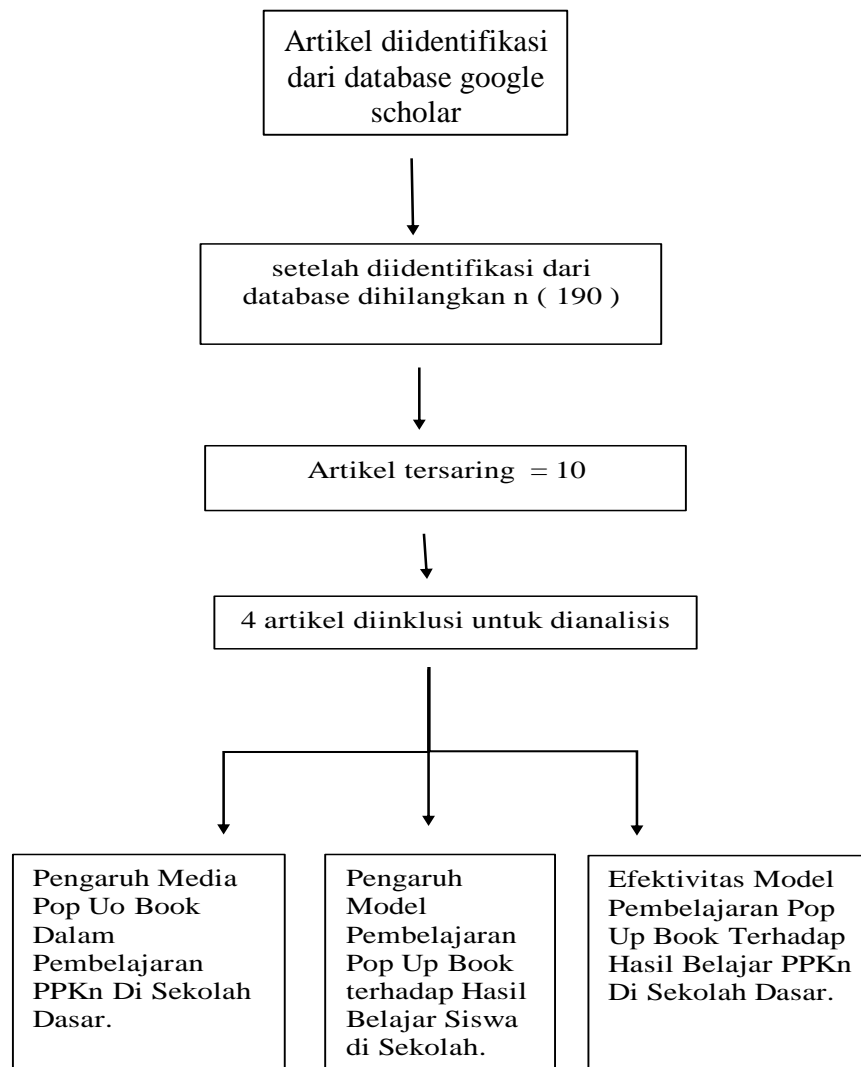 Artikel diidentifikasi
dari database google
scholar
setelah diidentifikasi dari
database dihilangkan n ( 190 )
Artikel tersaring = 10
4 artikel diinklusi untuk dianalisis
Pengaruh Media
Pop Uo Book
Dalam
Pembelajaran
PPKn Di Sekolah
Dasar.
Pengaruh
Model
Pembelajaran
Pop Up Book
terhadap Hasil
Belajar Siswa
di Sekolah.
Efektivitas Model
Pembelajaran Pop
Up Book Terhadap
Hasil Belajar PPKn
Di Sekolah Dasar.